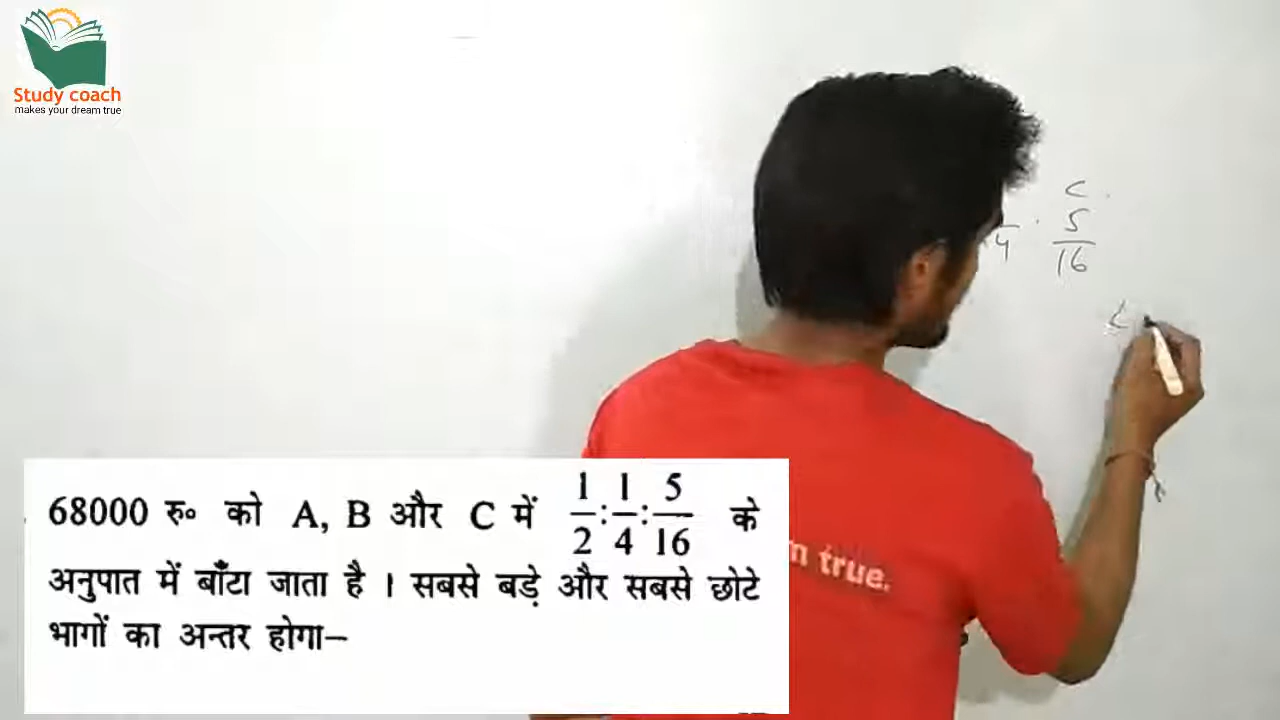 Study coach
makes your dream true
C
4 : 5/16
L
m true.
68000 रु० को A, B और C में 1/2 : 1/4 : 5/16 के
अनुपात में बाँटा जाता है । सबसे बड़े और सबसे छोटे
भागों का अन्तर होगा–